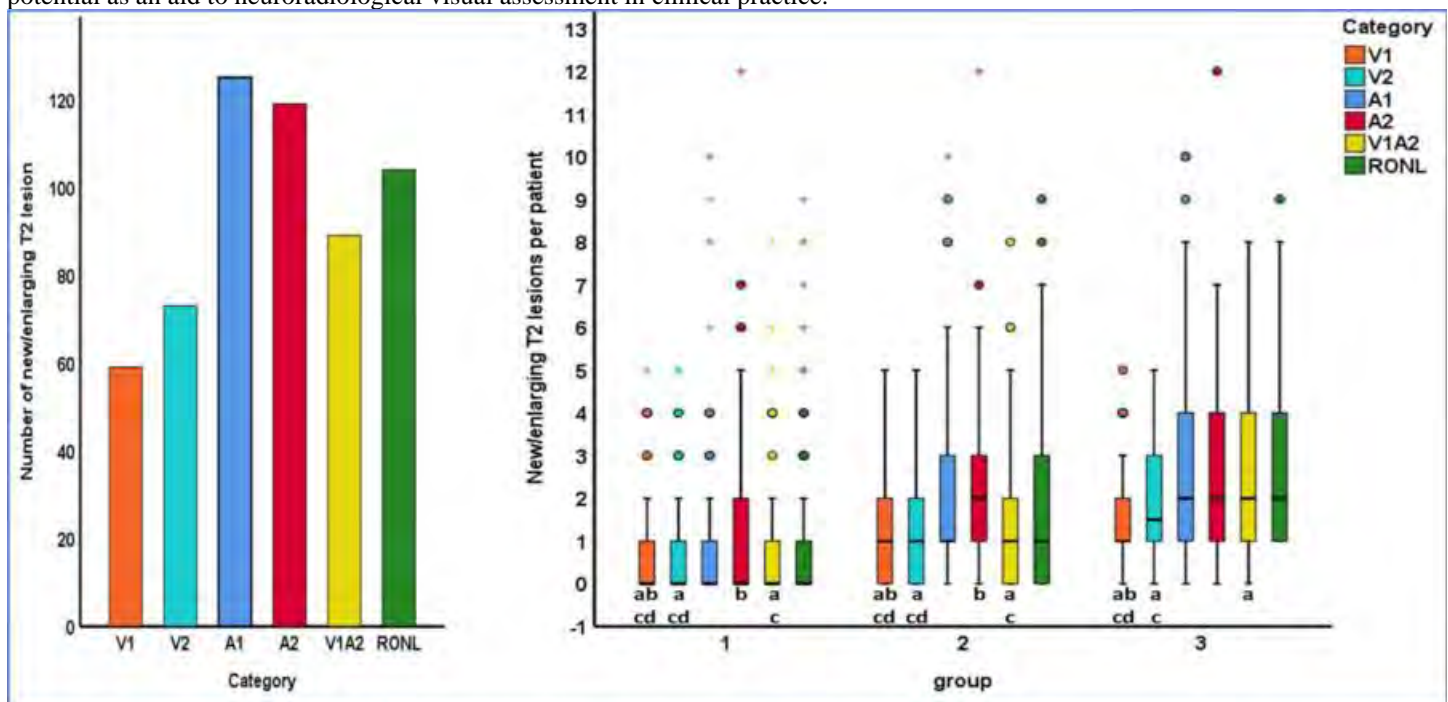 potential as an aid to neuroradiological visual assessment in clinical practice.
Number of new/enlarging T2 lesion
120
100
80
60
40
20
0
V1 V2 A1 A2 V1A2 RONL
Category
New/enlarging T2 lesions per patient
13
12
11
10
9
8
7
6
5
4
3
2
1
0
-1
ab a b a ab a b a ab a a
cd cd c cd cd c cd c
1 2 3
group
Category
V1
V2
A1
A2
V1A2
RONL